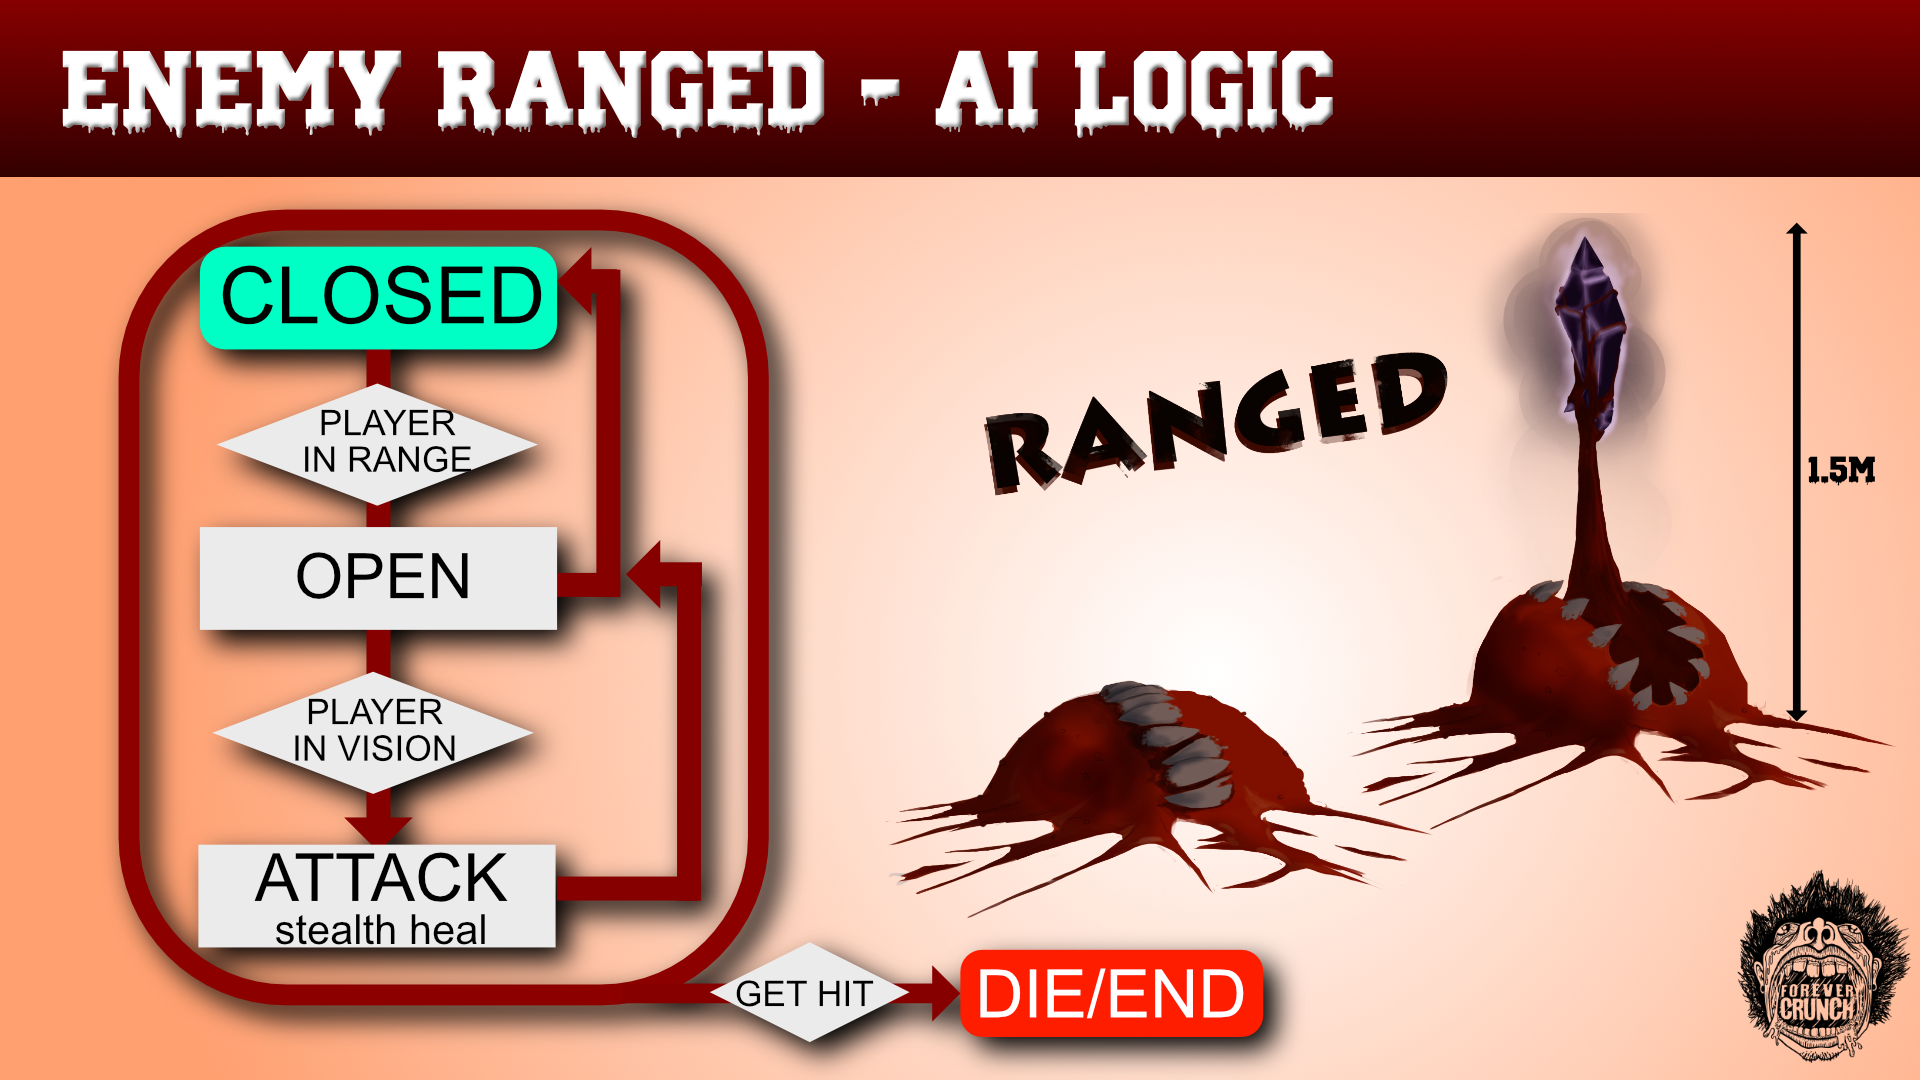 ENEMY RANGED - AI LOGIC
CLOSED
PLAYER
IN RANGE
OPEN
PLAYER
IN VISION
ATTACK
stealth heal
GET HIT
DIE/END
RANGED
1.5M
FOREVER
CRUNCH